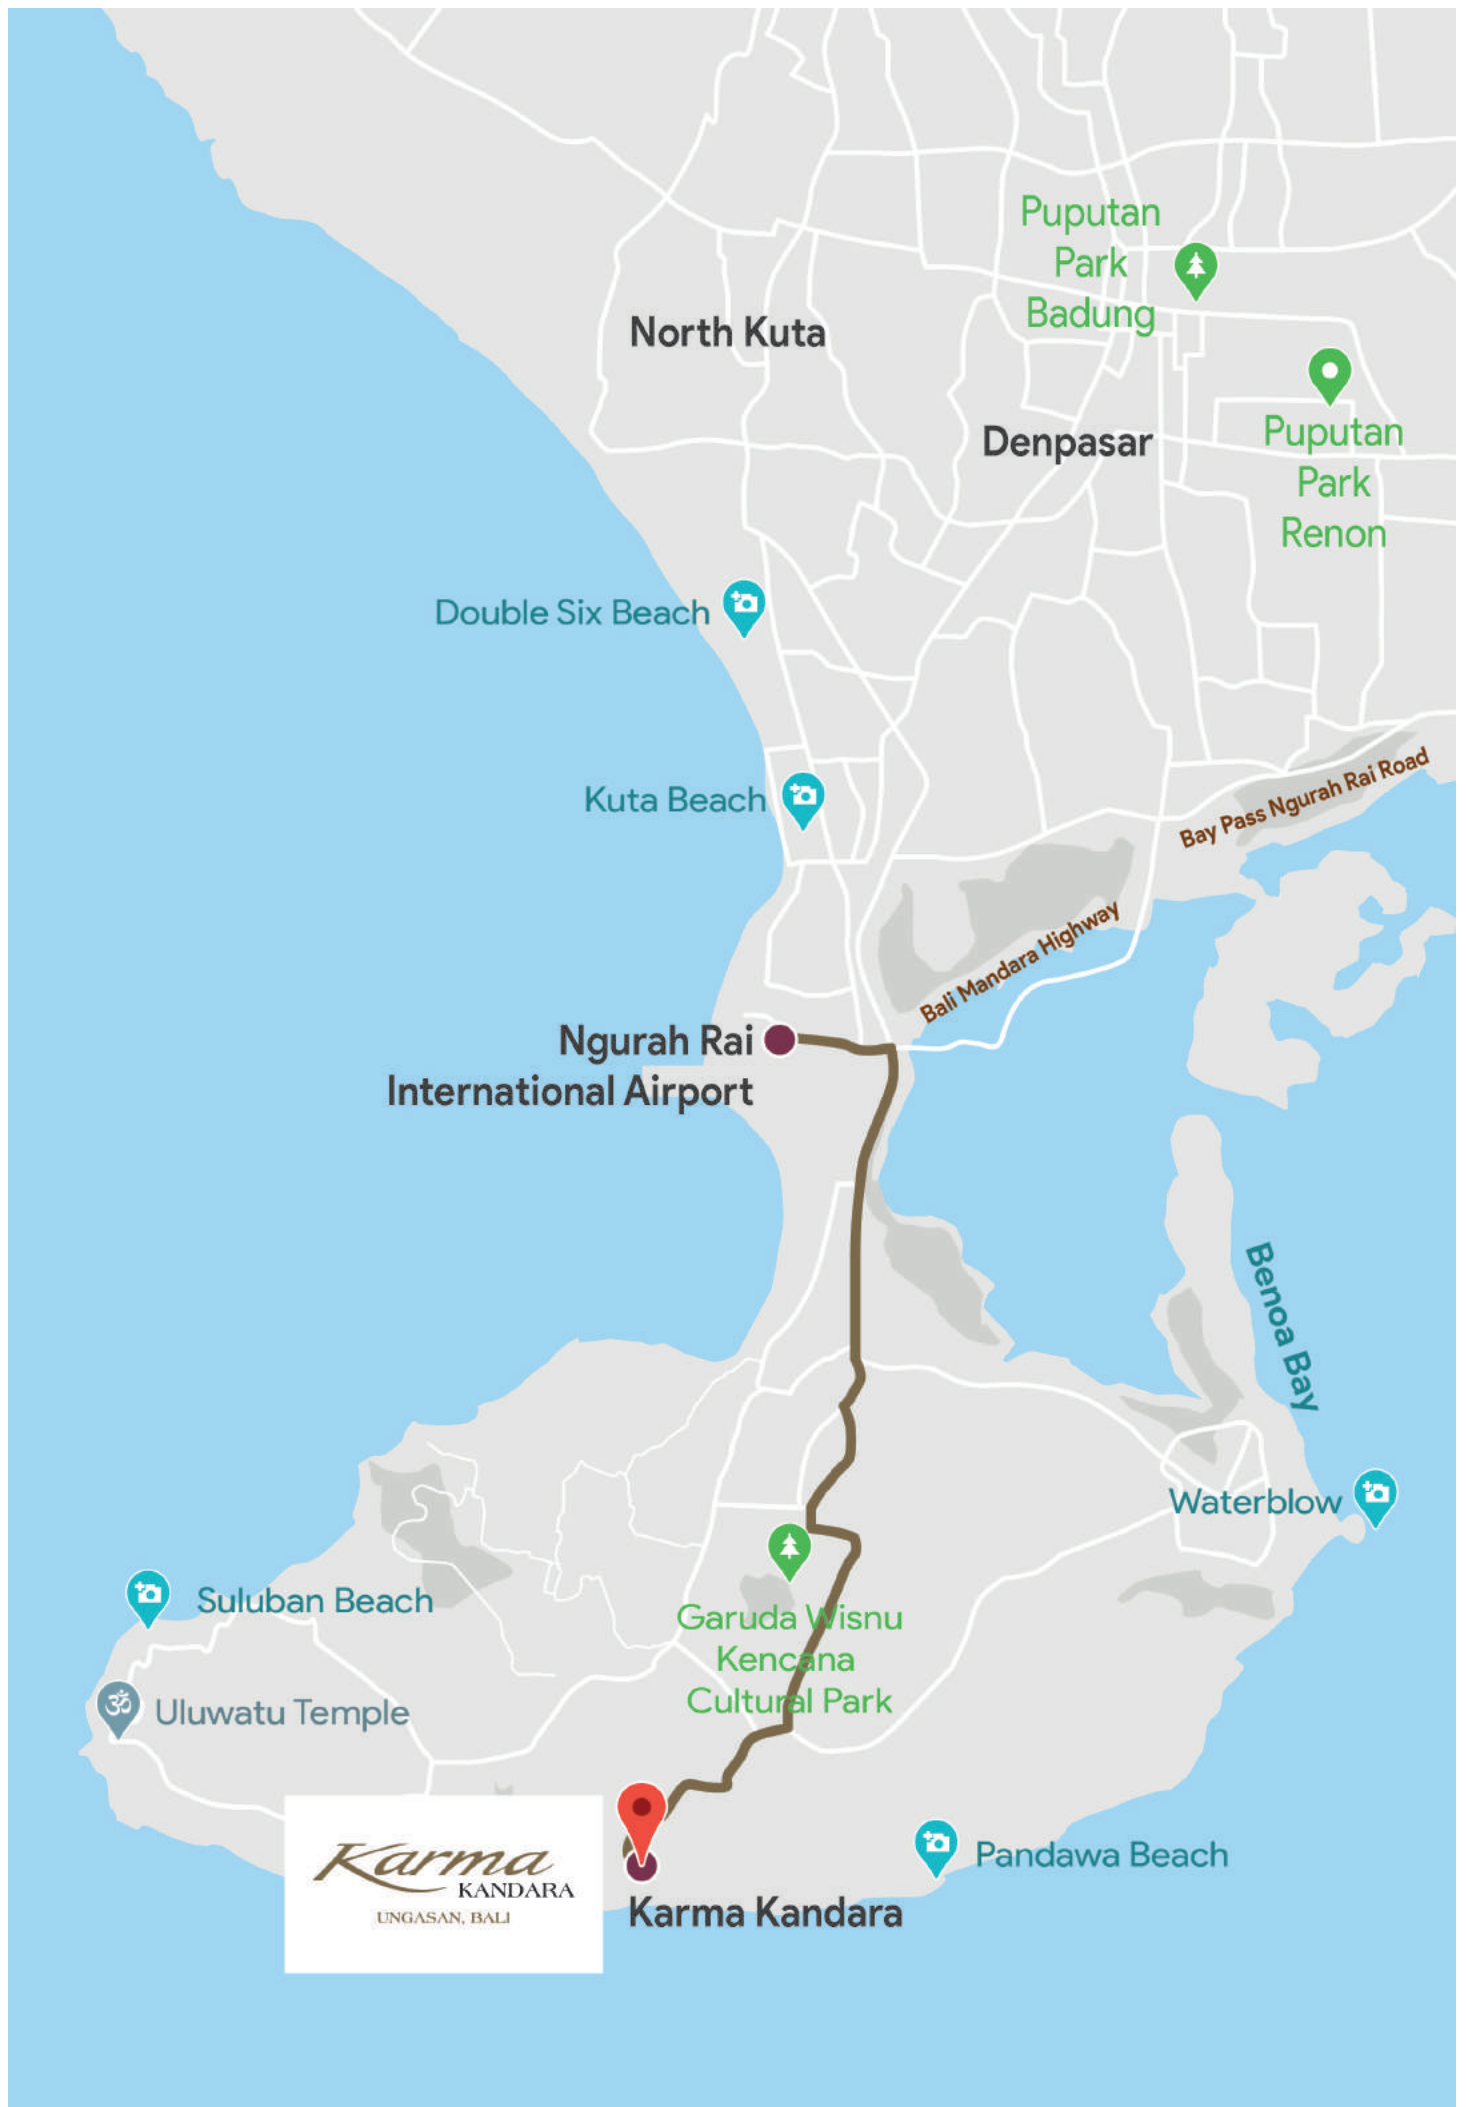 Puputan
Park
Badung
North Kuta
Puputan
Park
Renon
Denpasar
Double Six Beach
Kuta Beach
Bay Pass Ngurah Rai Road
Bali Mandara Highway
Ngurah Rai
International Airport
Benoa Bay
Waterblow
Suluban Beach
Garuda Wisnu
Kencana
Cultural Park
Uluwatu Temple
ॐ
Karma
KANDARA
UNGASAN, BALI
Pandawa Beach
Karma Kandara